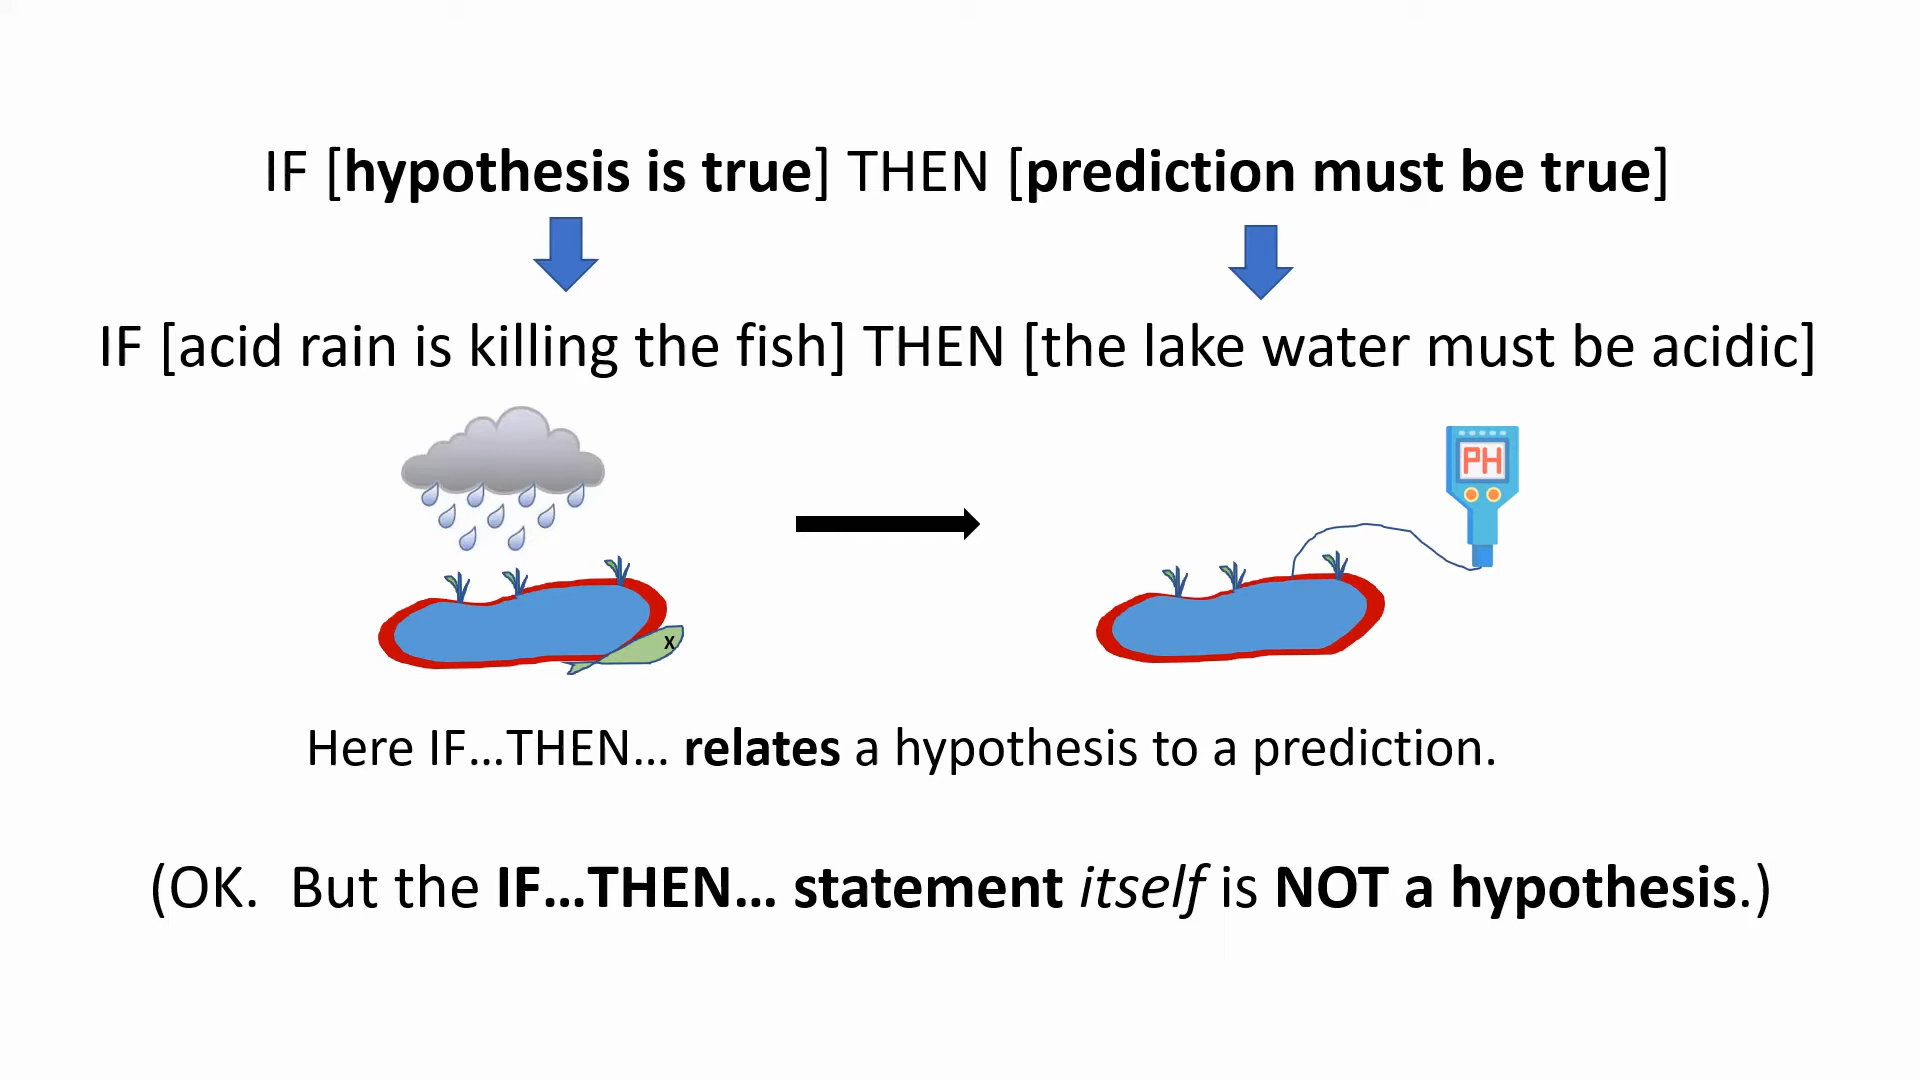 IF [hypothesis is true] THEN [prediction must be true]
IF [acid rain is killing the fish] THEN [the lake water must be acidic]
PH
X
Here IF...THEN... relates a hypothesis to a prediction.
(OK.  But the IF...THEN... statement itself is NOT a hypothesis.)